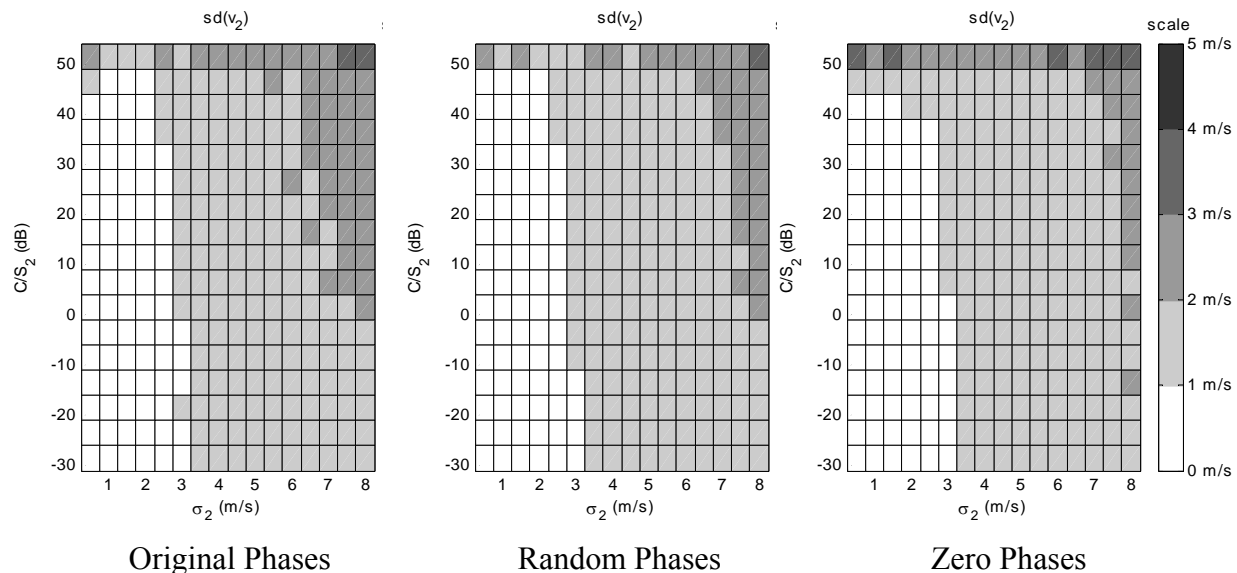 sd(v2)
50
40
30
20
10
0
-10
-20
-30
C/S2 (dB)
1 2 3 4 5 6 7 8
σ2 (m/s)
Original Phases
sd(v2)
50
40
30
20
10
0
-10
-20
-30
C/S2 (dB)
1 2 3 4 5 6 7 8
σ2 (m/s)
Random Phases
sd(v2)
50
40
30
20
10
0
-10
-20
-30
C/S2 (dB)
1 2 3 4 5 6 7 8
σ2 (m/s)
Zero Phases
scale
5 m/s
4 m/s
3 m/s
2 m/s
1 m/s
0 m/s